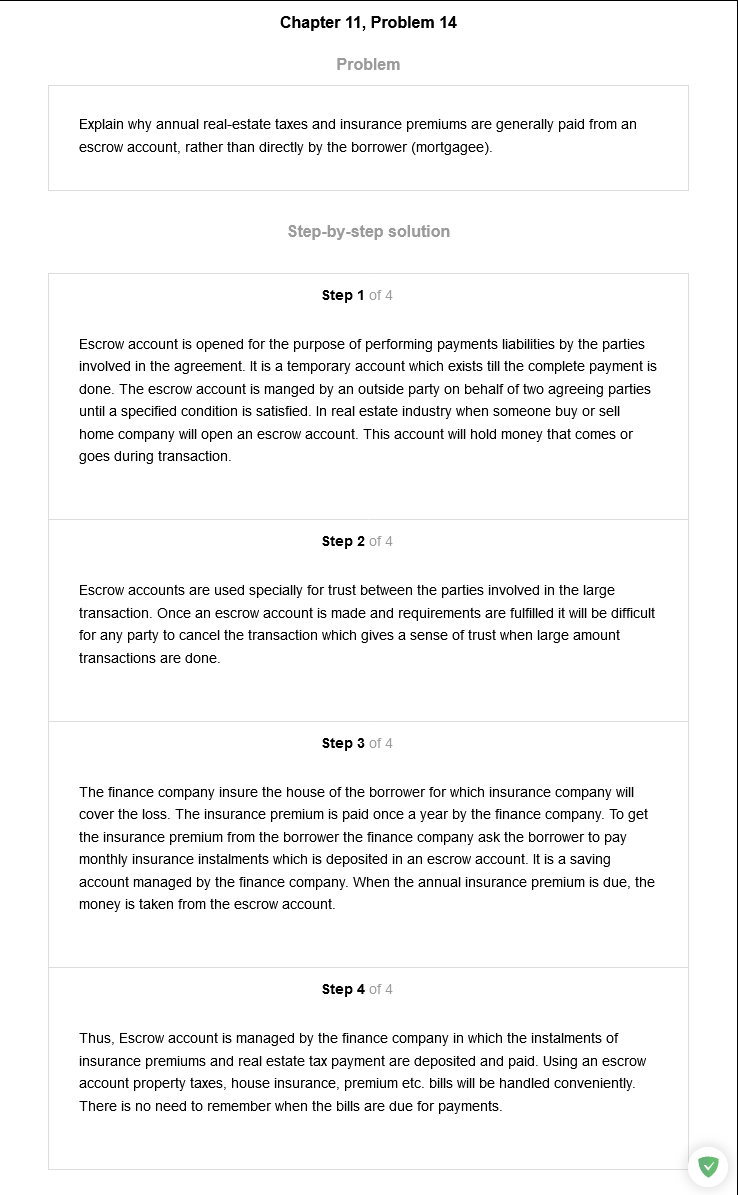 Chapter 11, Problem 14
Problem
Explain why annual real-estate taxes and insurance premiums are generally paid from an
escrow account, rather than directly by the borrower (mortgagee).
Step-by-step solution
Step 1 of 4
Escrow account is opened for the purpose of performing payments liabilities by the parties
involved in the agreement. It is a temporary account which exists till the complete payment is
done. The escrow account is manged by an outside party on behalf of two agreeing parties
until a specified condition is satisfied. In real estate industry when someone buy or sell
home company will open an escrow account. This account will hold money that comes or
goes during transaction.
Step 2 of 4
Escrow accounts are used specially for trust between the parties involved in the large
transaction. Once an escrow account is made and requirements are fulfilled it will be difficult
for any party to cancel the transaction which gives a sense of trust when large amount
transactions are done.
Step 3 of 4
The finance company insure the house of the borrower for which insurance company will
cover the loss. The insurance premium is paid once a year by the finance company. To get
the insurance premium from the borrower the finance company ask the borrower to pay
monthly insurance instalments which is deposited in an escrow account. It is a saving
account managed by the finance company. When the annual insurance premium is due, the
money is taken from the escrow account.
Step 4 of 4
Thus, Escrow account is managed by the finance company in which the instalments of
insurance premiums and real estate tax payment are deposited and paid. Using an escrow
account property taxes, house insurance, premium etc. bills will be handled conveniently.
There is no need to remember when the bills are due for payments.